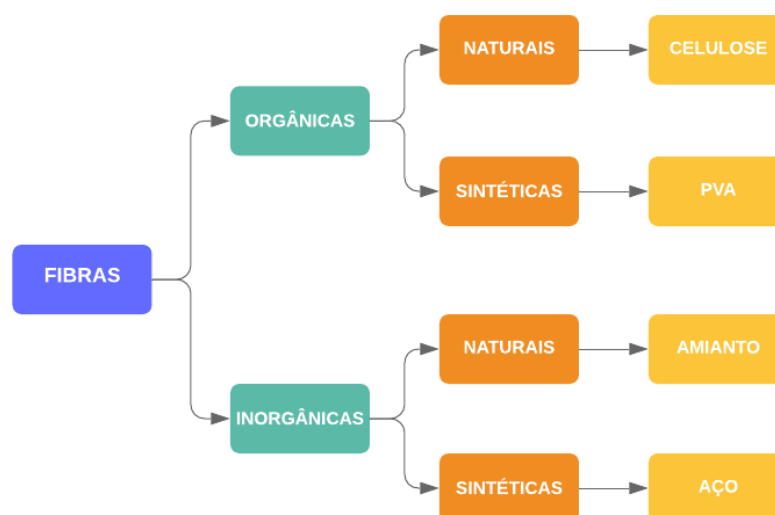 FIBRAS
ORGÂNICAS
NATURAIS
CELULOSE
SINTÉTICAS
PVA
INORGÂNICAS
NATURAIS
AMIANTO
SINTÉTICAS
AÇO